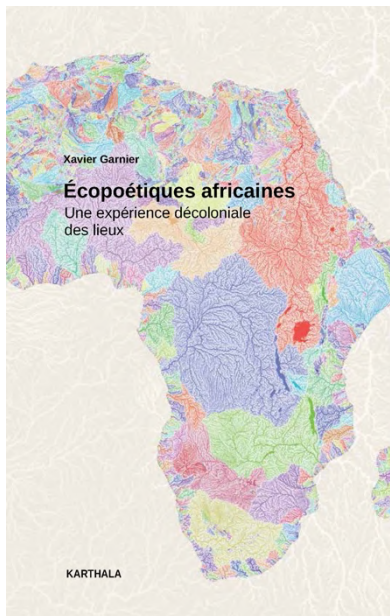 Xavier Garnier
Écopoétiques africaines
Une expérience décoloniale
des lieux
KARTHALA